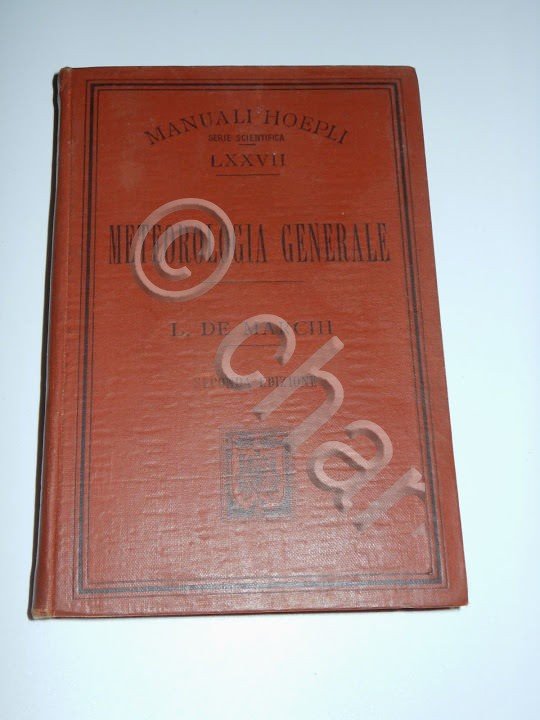 MANUALI HOEPLI
SERIE SCIENTIFICA
LXXVII
METEOROLOGIA GENERALE
L. DE MARCHI
SECONDA EDIZIONE
© char